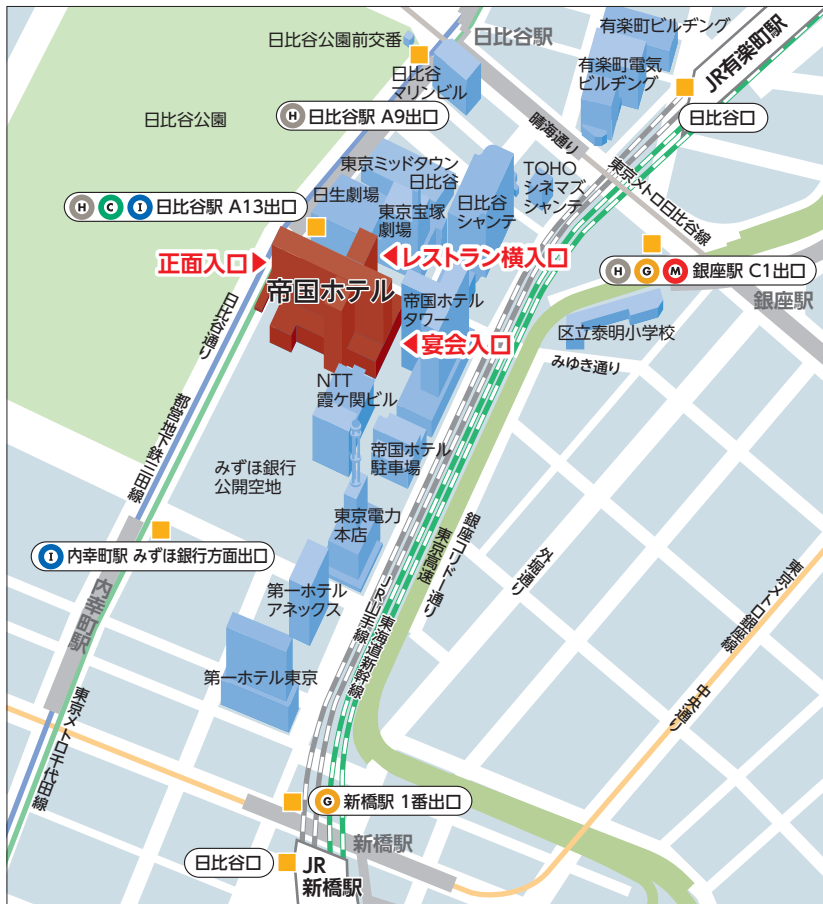 有楽町ビルヂング
日比谷公園前交番
日比谷駅
JR有楽町駅
有楽町電気
ビルヂング
日比谷
マリンビル
日比谷公園
H 日比谷駅 A9出口
日比谷口
晴海通り
東京ミッドタウン
日比谷
TOHO
シネマズ
シャンテ
東京メトロ日比谷線
日生劇場
日比谷
シャンテ
H C I 日比谷駅 A13出口
東京宝塚
劇場
正面入口
レストラン横入口
H G M 銀座駅 C1出口
銀座駅
帝国ホテル
帝国ホテル
タワー
日比谷通り
宴会入口
区立泰明小学校
みゆき通り
NTT
霞ケ関ビル
都営地下鉄三田線
帝国ホテル
駐車場
みずほ銀行
公開空地
東京電力
本店
銀座コリドー通り
東京高速
外堀通り
I 内幸町駅 みずほ銀行方面出口
内幸町駅
第一ホテル
アネックス
JR山手線
東海道新幹線
東京メトロ銀座線
第一ホテル東京
中央通り
東京メトロ千代田線
G 新橋駅 1番出口
新橋駅
日比谷口
JR
新橋駅